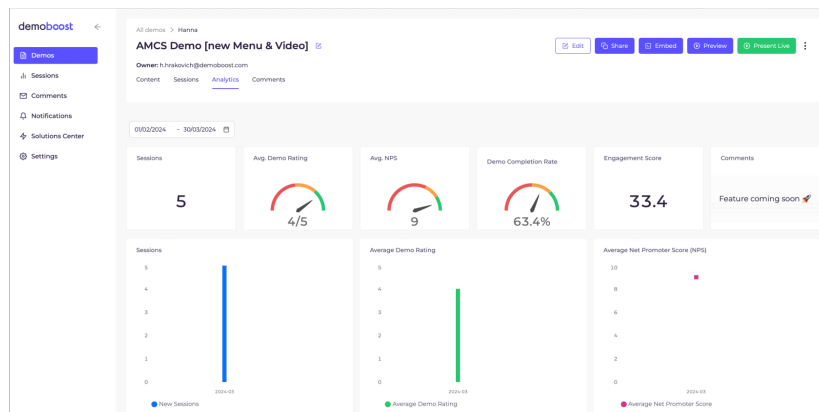 demoboost
Demos
Sessions
Comments
Notifications
Solutions Center
Settings
All demos > Hanna
AMCS Demo [new Menu & Video]
Edit
Share
Embed
Preview
Present Live
Owner: h.hrakovich@demoboost.com
Content Sessions Analytics Comments
01/02/2024 ~ 30/03/2024
Sessions
5
Avg. Demo Rating
4/5
Avg. NPS
9
Demo Completion Rate
63.4%
Engagement Score
33.4
Comments
Feature coming soon 🚀
Sessions
5
4
3
2
1
0
2024-03
New Sessions
Average Demo Rating
5
4
3
2
1
0
2024-03
Average Demo Rating
Average Net Promoter Score (NPS)
10
8
6
4
2
0
2024-03
Average Net Promoter Score